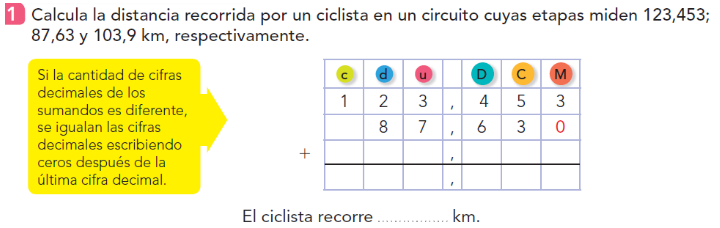 1 Calcula la distancia recorrida por un ciclista en un circuito cuyas etapas miden 123,453;
87,63 y 103,9 km, respectivamente.
Si la cantidad de cifras
decimales de los
sumandos es diferente,
se igualan las cifras
decimales escribiendo
ceros después de la
última cifra decimal.
c d u D C M
1 2 3 , 4 5 3
8 7 , 6 3 0
+ ,
,
El ciclista recorre ................ km.